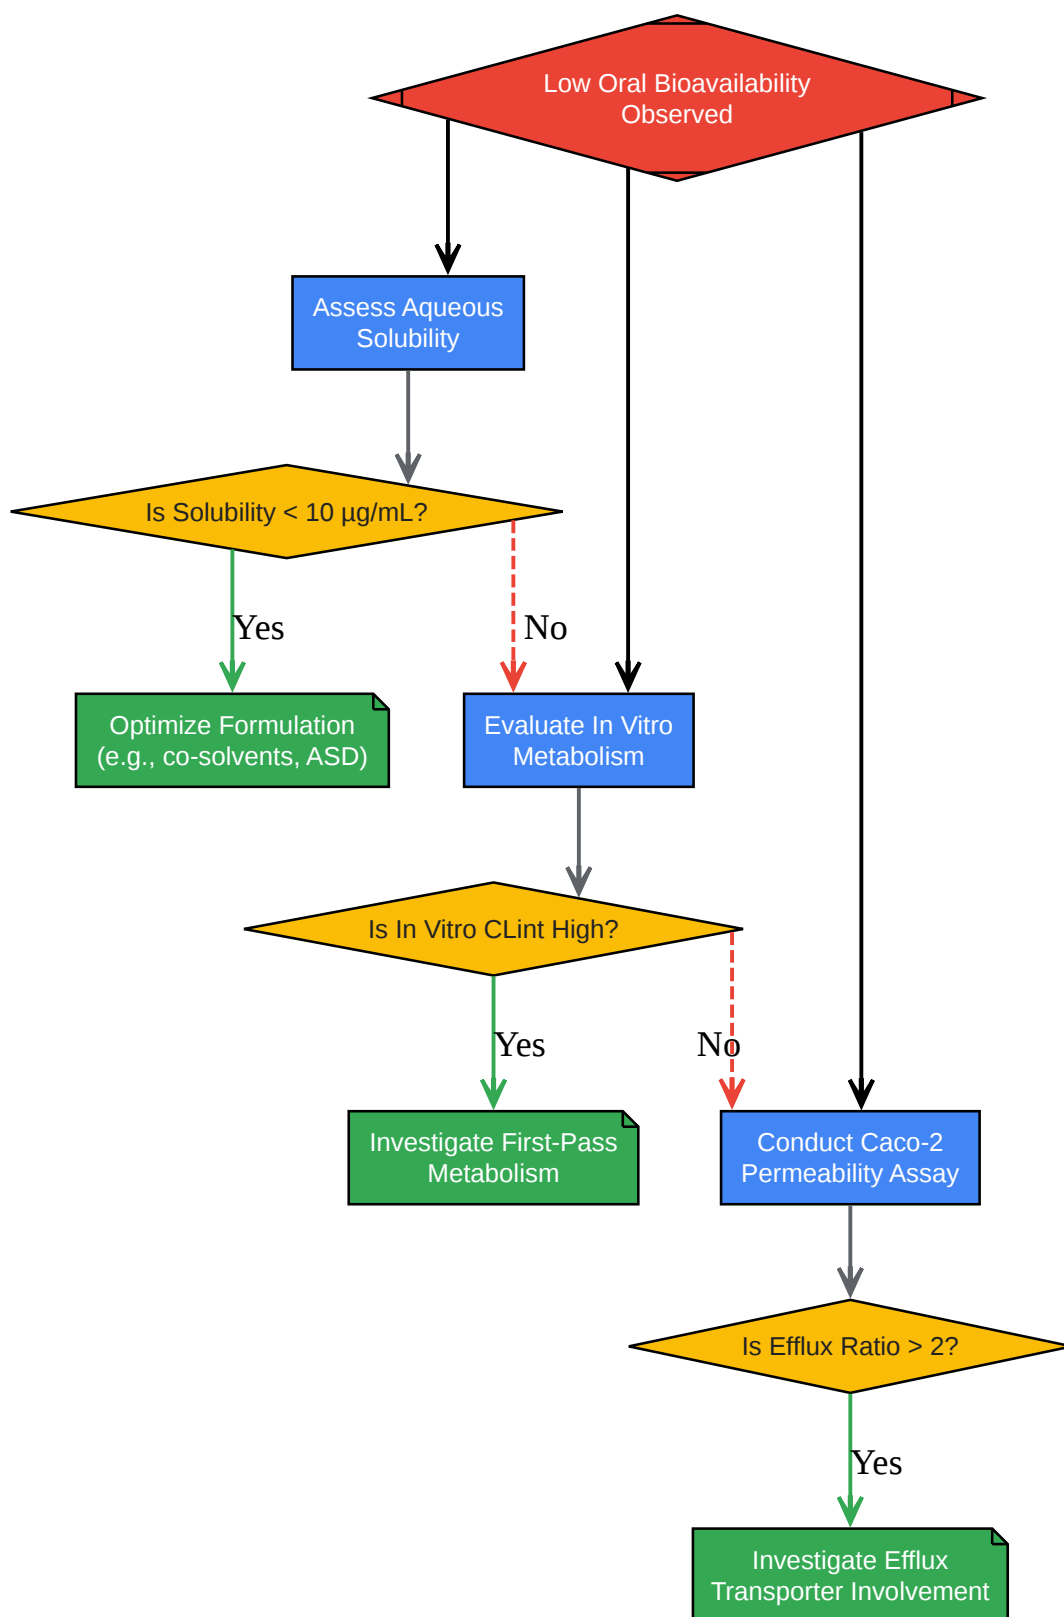 Low Oral Bioavailability
Observed
Assess Aqueous
Solubility
Is Solubility < 10 µg/mL?
Yes
No
Optimize Formulation
(e.g., co-solvents, ASD)
Evaluate In Vitro
Metabolism
Is In Vitro CLint High?
Yes
No
Investigate First-Pass
Metabolism
Conduct Caco-2
Permeability Assay
Is Efflux Ratio > 2?
Yes
Investigate Efflux
Transporter Involvement